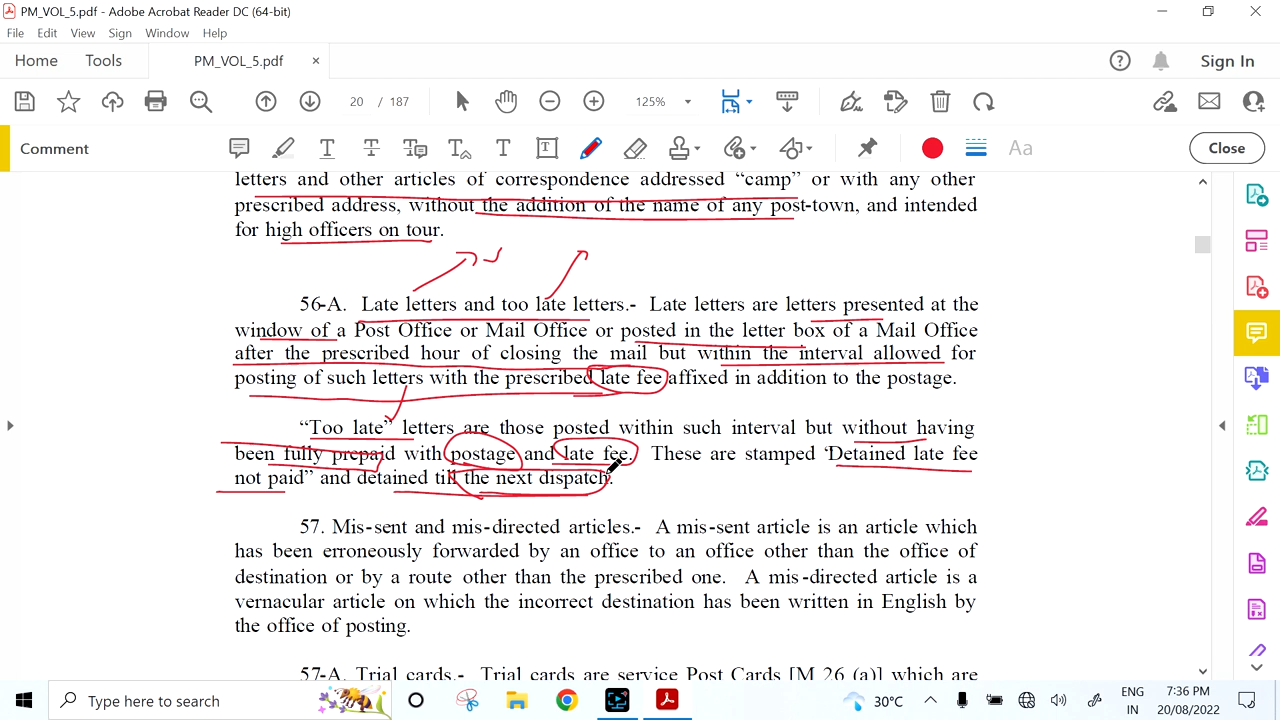 PM_VOL_5.pdf - Adobe Acrobat Reader DC (64-bit)
File Edit View Sign Window Help
Home Tools PM_VOL_5.pdf × Sign In
20 / 187 125%
Comment Aa Close
letters and other articles of correspondence addressed “camp” or with any other
prescribed address, without the addition of the name of any post-town, and intended
for high officers on tour.
56-A. Late letters and too late letters.- Late letters are letters presented at the
window of a Post Office or Mail Office or posted in the letter box of a Mail Office
after the prescribed hour of closing the mail but within the interval allowed for
posting of such letters with the prescribed late fee affixed in addition to the postage.
“Too late” letters are those posted within such interval but without having
been fully prepaid with postage and late fee. These are stamped ‘Detained late fee
not paid” and detained till the next dispatch.
57. Mis-sent and mis-directed articles.- A mis-sent article is an article which
has been erroneously forwarded by an office to an office other than the office of
destination or by a route other than the prescribed one. A mis-directed article is a
vernacular article on which the incorrect destination has been written in English by
the office of posting.
57-A. Trial cards.- Trial cards are service Post Cards [M 26 (a)] which are
Type here to search 30°C ENG 7:36 PM
IN 20/08/2022